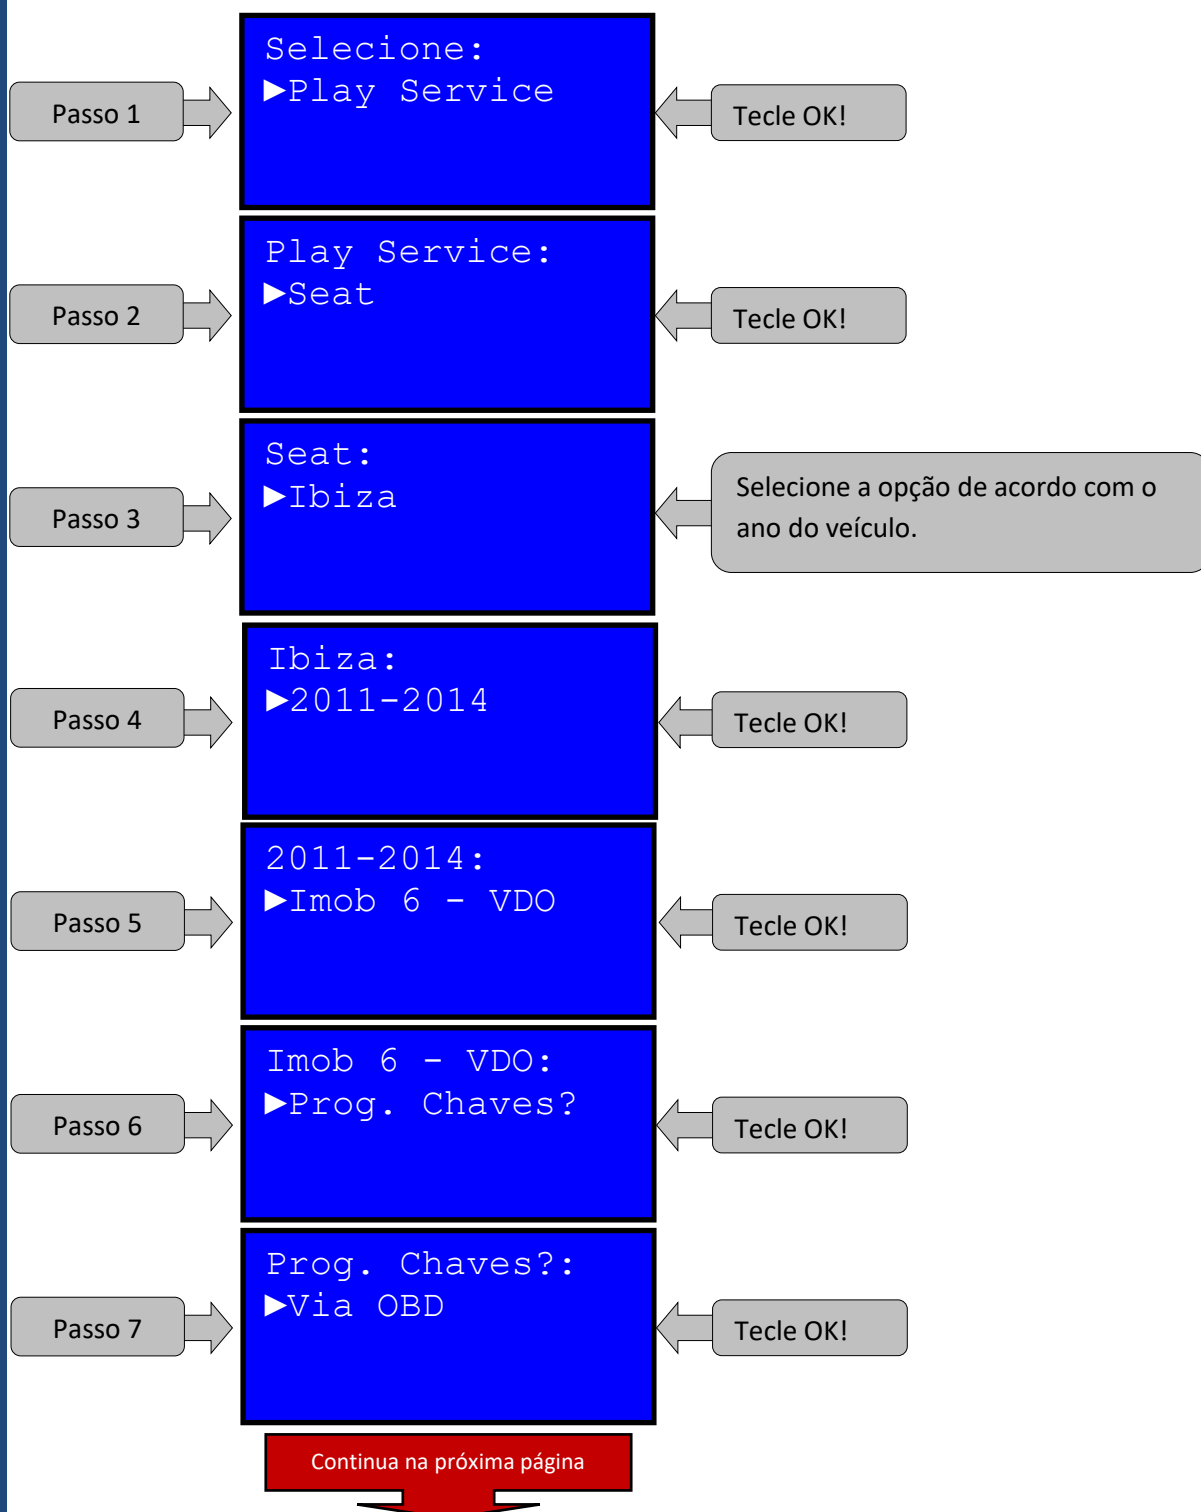 Selecione:
►Play Service
Passo 1
Tecle OK!
Play Service:
►Seat
Passo 2
Tecle OK!
Seat:
►Ibiza
Passo 3
Selecione a opção de acordo com o
ano do veículo.
Ibiza:
►2011-2014
Passo 4
Tecle OK!
2011-2014:
►Imob 6 - VDO
Passo 5
Tecle OK!
Imob 6 - VDO:
►Prog. Chaves?
Passo 6
Tecle OK!
Prog. Chaves?:
►Via OBD
Passo 7
Tecle OK!
Continua na próxima página